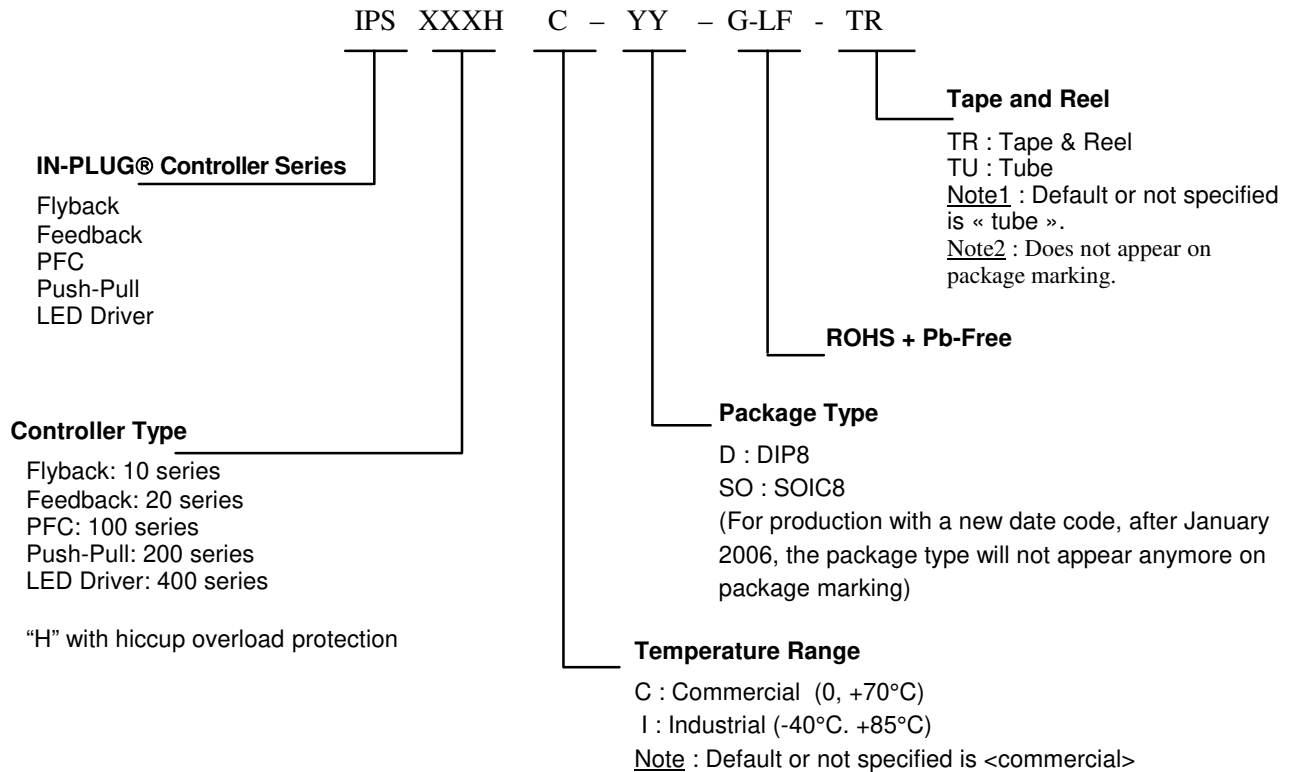 IPS XXXH C – YY – G-LF - TR
Tape and Reel
TR : Tape & Reel
TU : Tube
Note1 : Default or not specified
is « tube ».
Note2 : Does not appear on
package marking.
IN-PLUG® Controller Series
Flyback
Feedback
PFC
Push-Pull
LED Driver
ROHS + Pb-Free
Package Type
D : DIP8
SO : SOIC8
(For production with a new date code, after January
2006, the package type will not appear anymore on
package marking)
Controller Type
Flyback: 10 series
Feedback: 20 series
PFC: 100 series
Push-Pull: 200 series
LED Driver: 400 series
“H” with hiccup overload protection
Temperature Range
C : Commercial (0, +70°C)
I : Industrial (-40°C. +85°C)
Note : Default or not specified is <commercial>